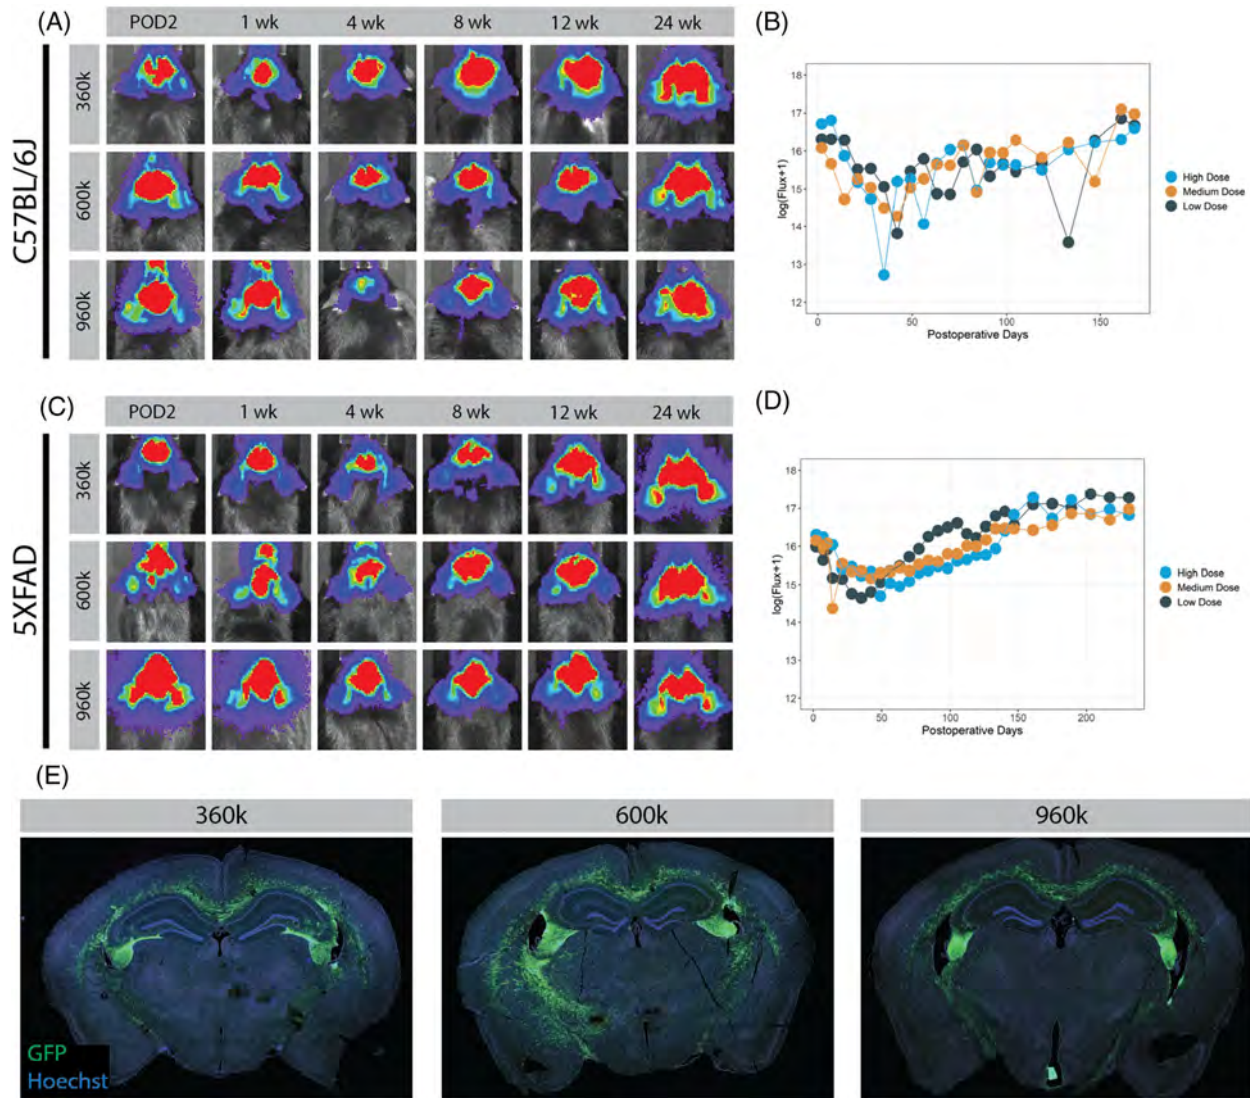 (A)
POD2 1 wk 4 wk 8 wk 12 wk 24 wk
C57BL/6J
360k
600k
960k
(B)
18
17
16
15
14
13
12
log(Flux+1)
0 50 100 150
Postoperative Days
High Dose
Medium Dose
Low Dose
(C)
POD2 1 wk 4 wk 8 wk 12 wk 24 wk
5XFAD
360k
600k
960k
(D)
18
17
16
15
14
13
12
log(Flux+1)
0 50 100 150 200
Postoperative Days
High Dose
Medium Dose
Low Dose
(E)
360k 600k 960k
GFP
Hoechst